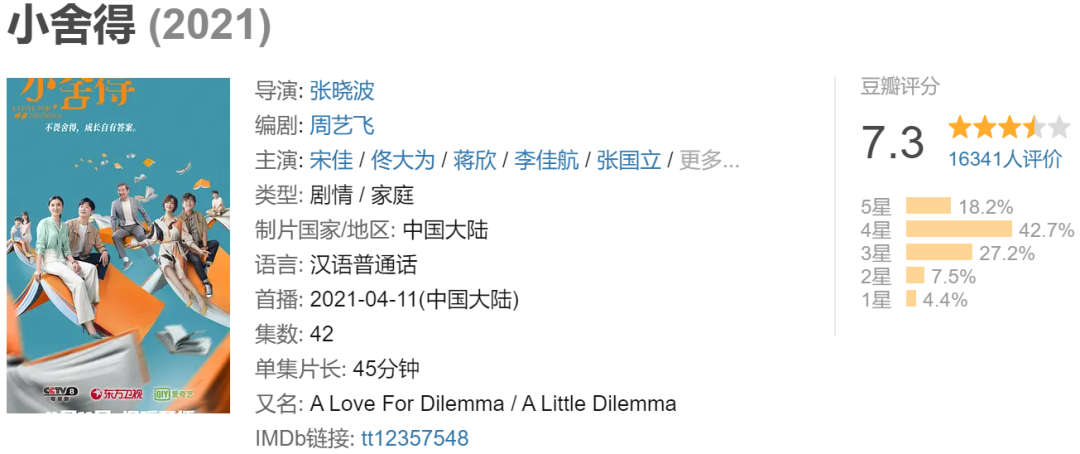 小舍得 (2021)
小舍得
A LOVE FOR
DILEMMA
不畏舍得，成长自有答案。
CCTV8
电视剧
东方卫视
iQIYI 爱奇艺
导演: 张晓波
编剧: 周艺飞
主演: 宋佳 / 佟大为 / 蒋欣 / 李佳航 / 张国立 / 更多...
类型: 剧情 / 家庭
制片国家/地区: 中国大陆
语言: 汉语普通话
首播: 2021-04-11(中国大陆)
集数: 42
单集片长: 45分钟
又名: A Love For Dilemma / A Little Dilemma
IMDb链接: tt12357548
豆瓣评分
7.3
16341人评价
5星 18.2%
4星 42.7%
3星 27.2%
2星 7.5%
1星 4.4%